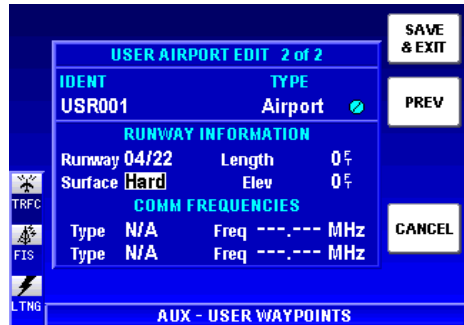 SAVE
& EXIT
USER AIRPORT EDIT 2 of 2
IDENT TYPE
USR001 Airport
PREV
RUNWAY INFORMATION
Runway 04/22 Length 0 FT
Surface Hard Elev 0 FT
TRFC
COMM FREQUENCIES
Type N/A Freq ---.--- MHz
CANCEL
Type N/A Freq ---.--- MHz
FIS
LTNG
AUX - USER WAYPOINTS